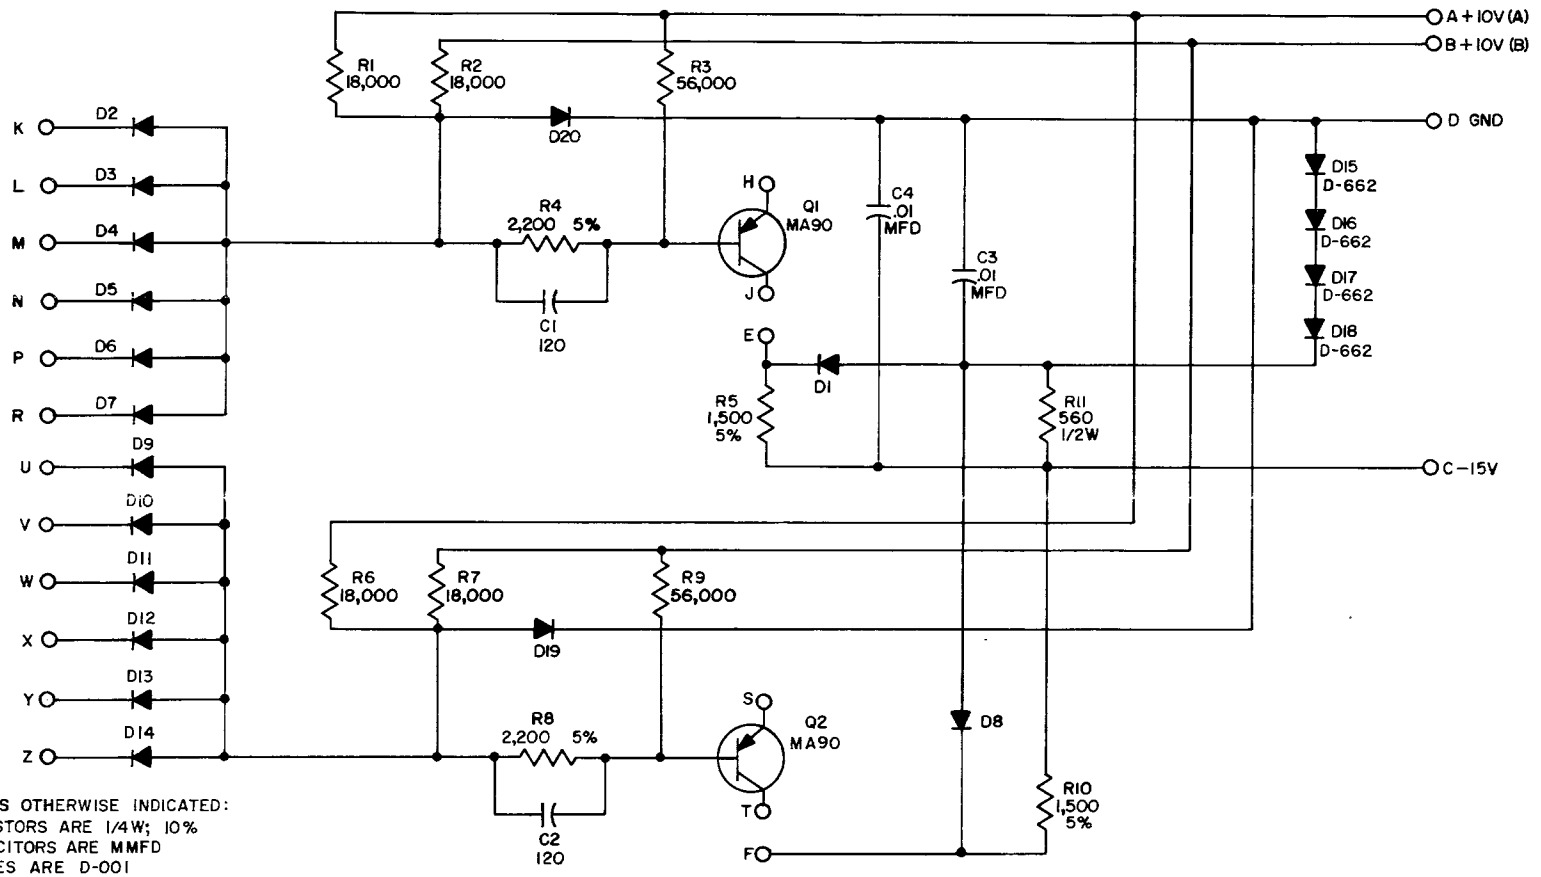 A +10V (A)
B +10V (B)
R1
18,000
R2
18,000
R3
56,000
K
D2
D20
D GND
D15
D-662
L
D3
H
Q1
MA90
C4
.01
MFD
R4
2,200 5%
D16
D-662
M
D4
C3
.01
MFD
D17
D-662
N
D5
J
C1
120
D18
D-662
E
P
D6
D1
R
D7
R5
1,500
5%
R11
560
1/2W
D9
U
C-15V
V
D10
W
D11
R6
18,000
R7
18,000
R9
56,000
X
D12
D19
Y
D13
S
Q2
MA90
D8
R8
2,200 5%
Z
D14
T
C2
120
R10
1,500
5%
F
S OTHERWISE INDICATED:
STORS ARE 1/4W; 10%
CITORS ARE MMFD
ES ARE D-001